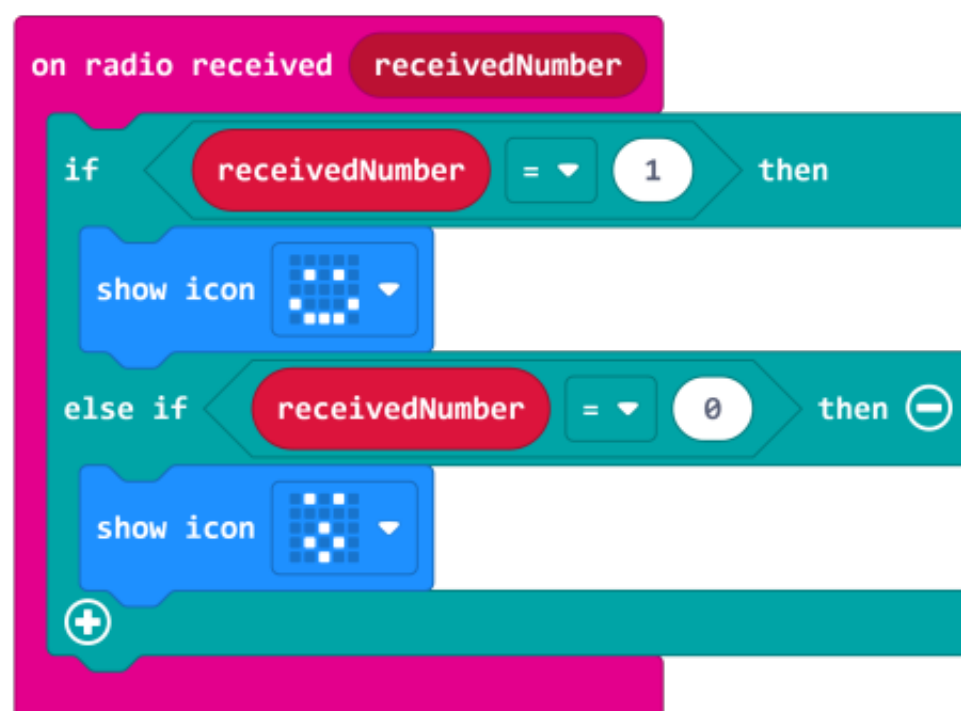 on radio received receivedNumber
if receivedNumber = 1 then
show icon
else if receivedNumber = 0 then
show icon